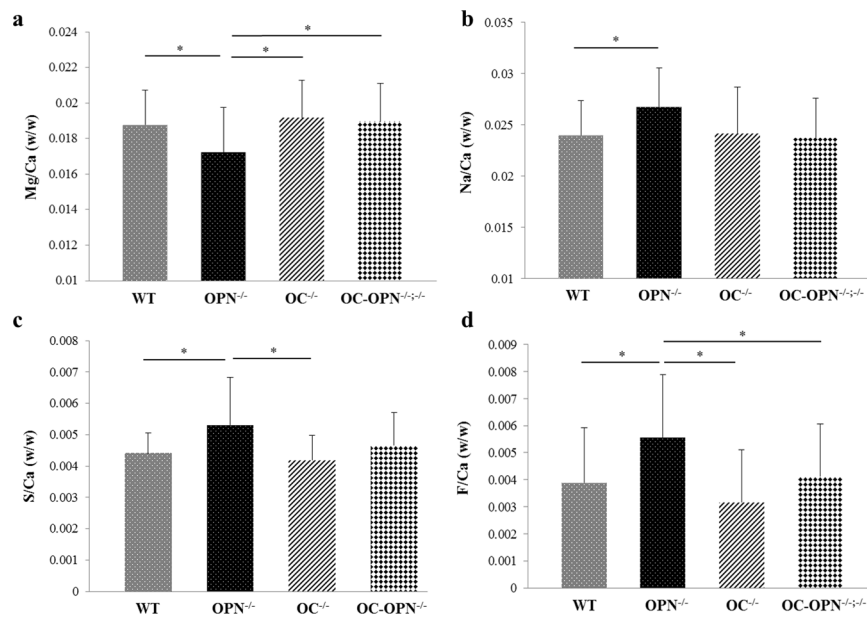 a
0.024
0.022
0.02
0.018
0.016
0.014
0.012
0.01
Mg/Ca (w/w)
* * *
WT OPN-/- OC-/- OC-OPN-/-;-/-
b
0.035
0.03
0.025
0.02
0.015
0.01
Na/Ca (w/w)
*
WT OPN-/- OC-/- OC-OPN-/-;-/-
c
0.008
0.007
0.006
0.005
0.004
0.003
0.002
0.001
0
S/Ca (w/w)
* *
WT OPN-/- OC-/- OC-OPN-/-
d
0.009
0.008
0.007
0.006
0.005
0.004
0.003
0.002
0.001
0
F/Ca (w/w)
* * *
WT OPN-/- OC-/- OC-OPN-/-;-/-